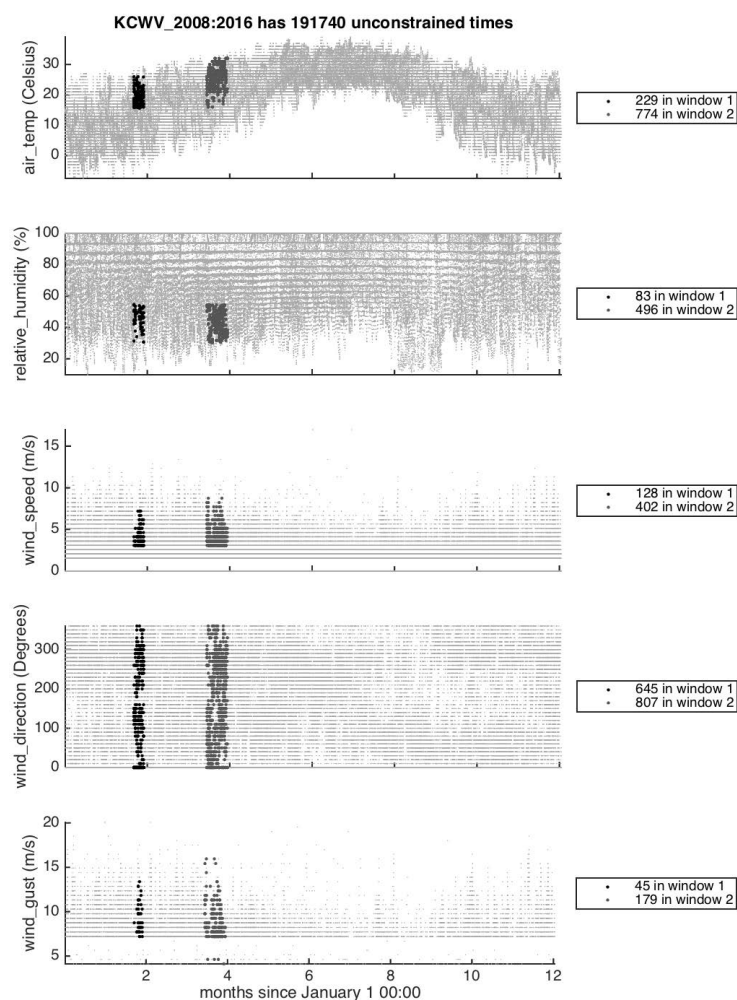 KCWV_2008:2016 has 191740 unconstrained times
air_temp (Celsius)
30
20
10
0
229 in window 1
774 in window 2
relative_humidity (%)
100
80
60
40
20
83 in window 1
496 in window 2
wind_speed (m/s)
15
10
5
0
128 in window 1
402 in window 2
wind_direction (Degrees)
300
200
100
0
645 in window 1
807 in window 2
wind_gust (m/s)
20
15
10
5
45 in window 1
179 in window 2
2 4 6 8 10 12
months since January 1 00:00